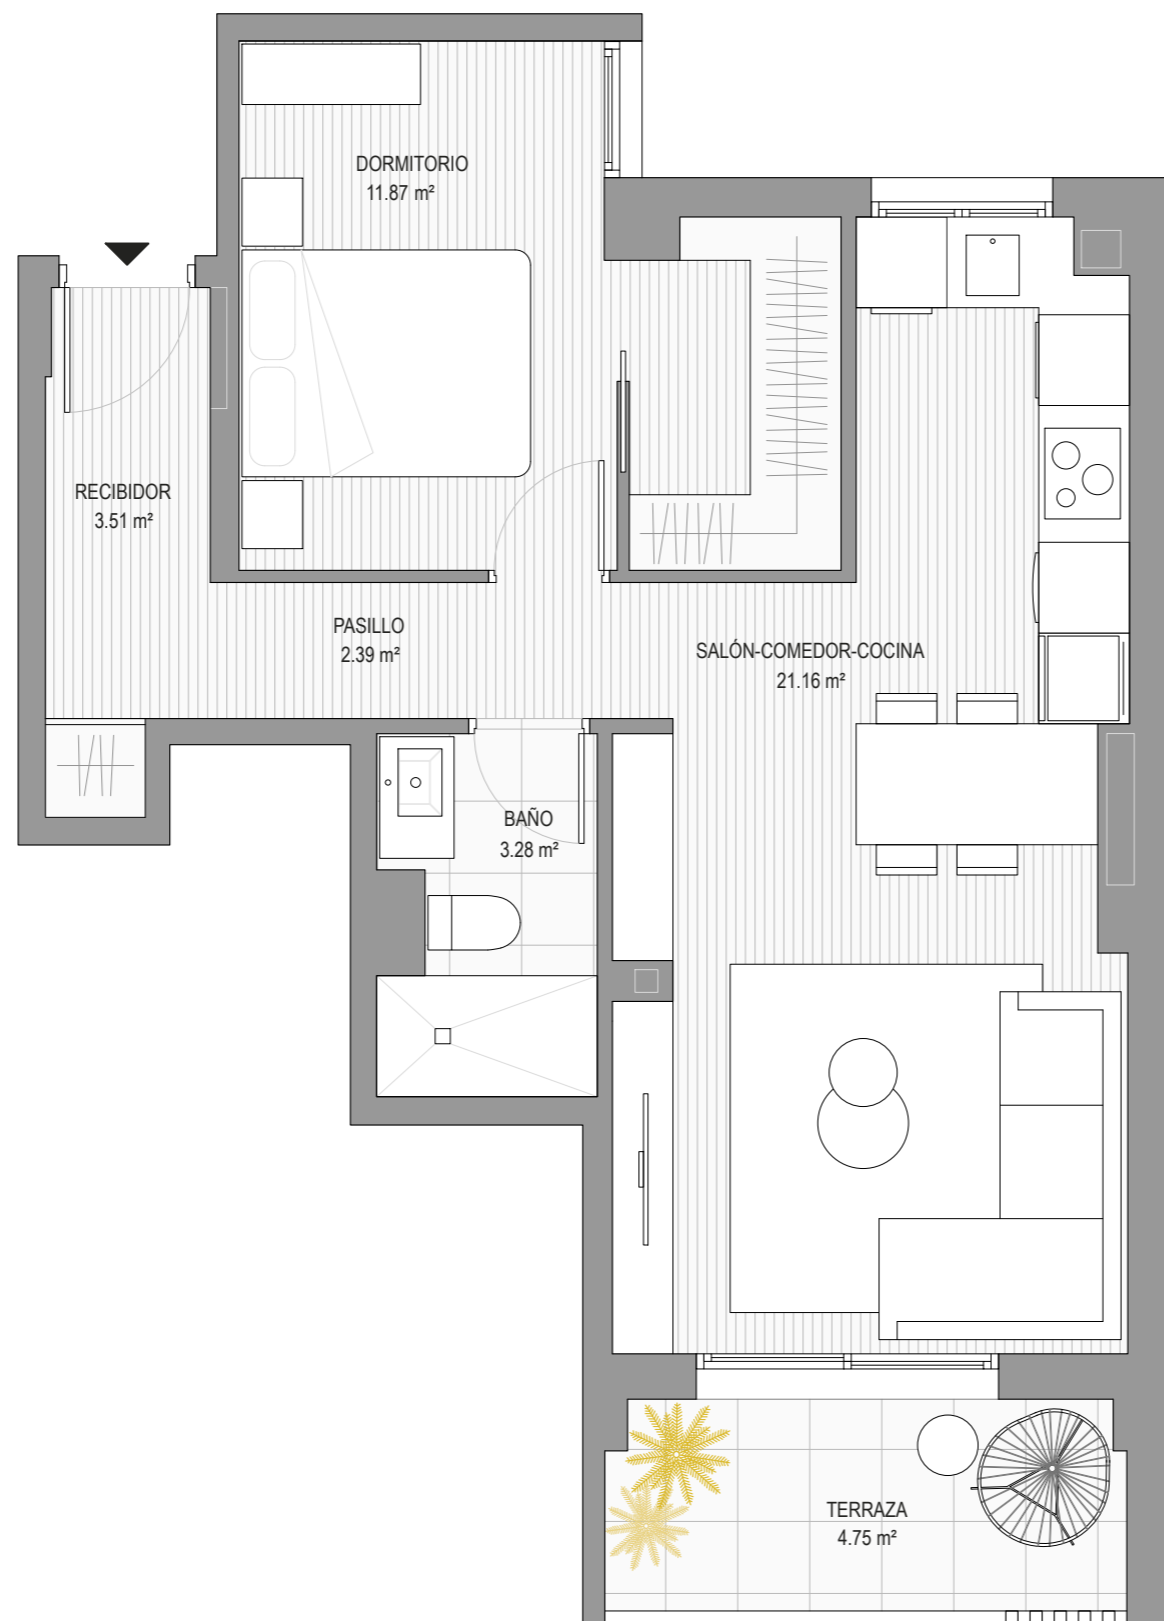 DORMITORIO
11.87 m²
RECIBIDOR
3.51 m²
PASILLO
2.39 m²
SALÓN-COMEDOR-COCINA
21.16 m²
BAÑO
3.28 m²
TERRAZA
4.75 m²